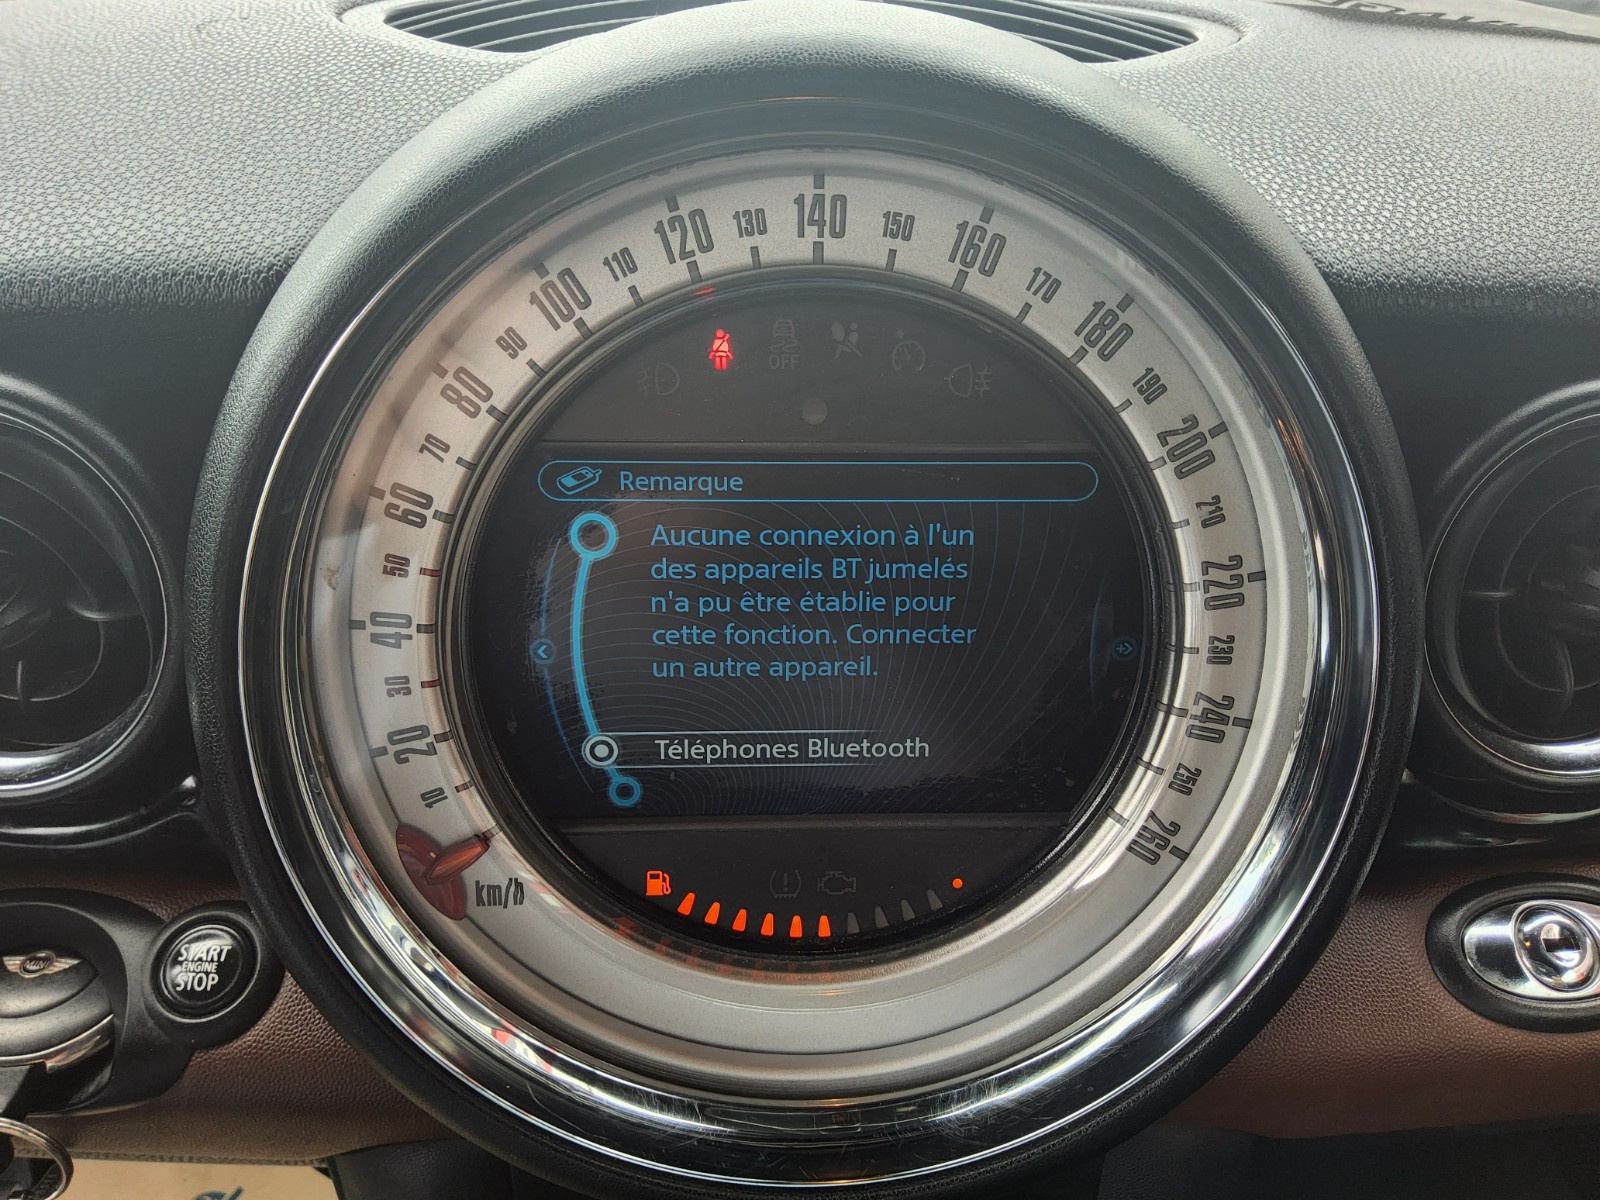 10
20
30
40
50
60
70
80
90
100
110
120
130
140
150
160
170
180
190
200
210
220
230
240
250
260
km/h
OFF
Remarque
Aucune connexion à l'un
des appareils BT jumelés
n'a pu être établie pour
cette fonction. Connecter
un autre appareil.
Téléphones Bluetooth
START
ENGINE
STOP
MINI